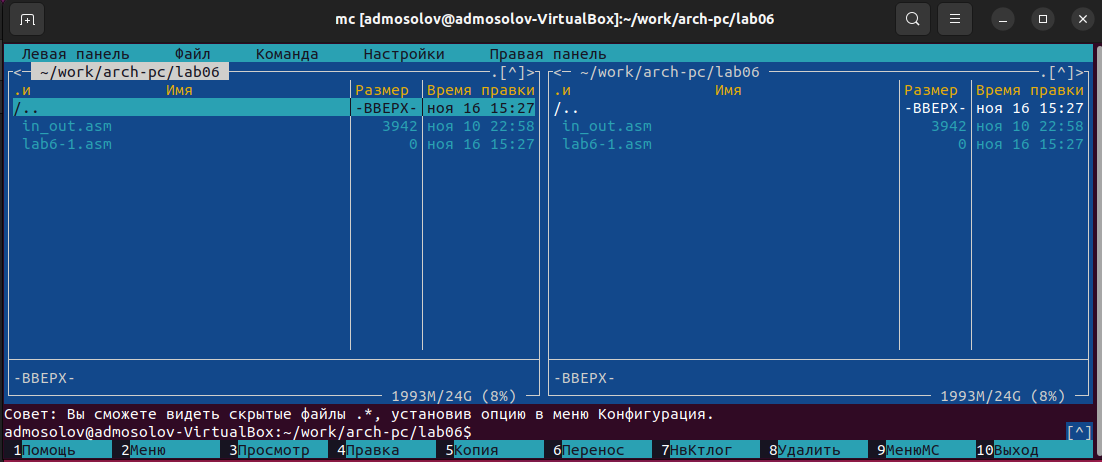 mc [admosolov@admosolov-VirtualBox]:~/work/arch-pc/lab06
Левая панель Файл Команда Настройки Правая панель
<─ ~/work/arch-pc/lab06 .[^]> <─ ~/work/arch-pc/lab06 .[^]>
.и Имя Размер Время правки .и Имя Размер Время правки
/.. -ВВЕРХ- ноя 16 15:27 /.. -ВВЕРХ- ноя 16 15:27
in_out.asm 3942 ноя 10 22:58 in_out.asm 3942 ноя 10 22:58
lab6-1.asm 0 ноя 16 15:27 lab6-1.asm 0 ноя 16 15:27
-ВВЕРХ- -ВВЕРХ-
1993M/24G (8%) 1993M/24G (8%)
Совет: Вы сможете видеть скрытые файлы .*, установив опцию в меню Конфигурация.
admosolov@admosolov-VirtualBox:~/work/arch-pc/lab06$ [^]
1Помощь 2Меню 3Просмотр 4Правка 5Копия 6Перенос 7НвКтлог 8Удалить 9МенюМС 10Выход